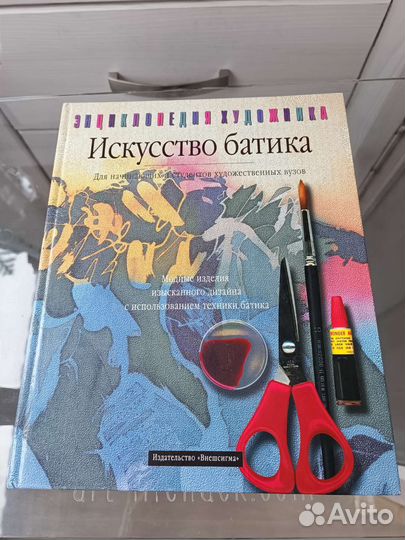 ЭНЦИКЛОПЕДИЯ ХУДОЖНИКА
Искусство батика
Для начинающих и студентов художественных вузов
Модные изделия
изысканного дизайна
с использованием техники батика
Издательство «Внешсигма»
Avito